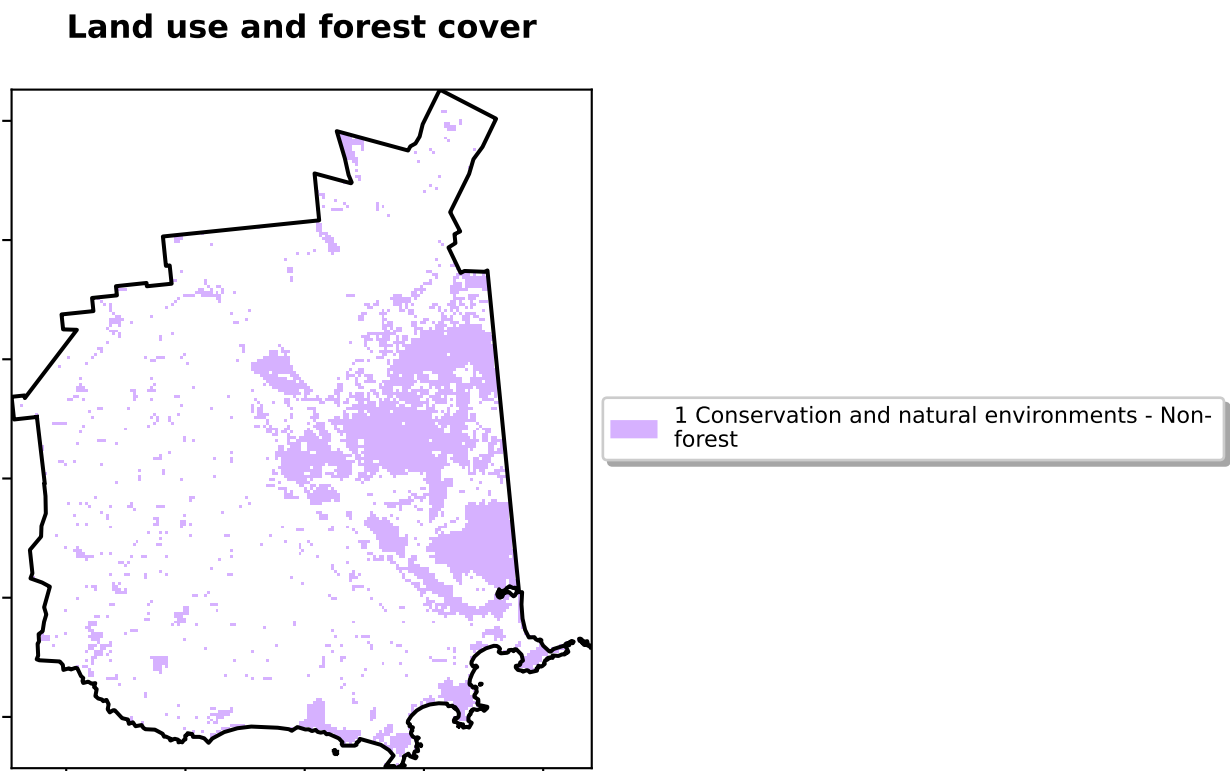 Land use and forest cover
1 Conservation and natural environments - Non-
forest